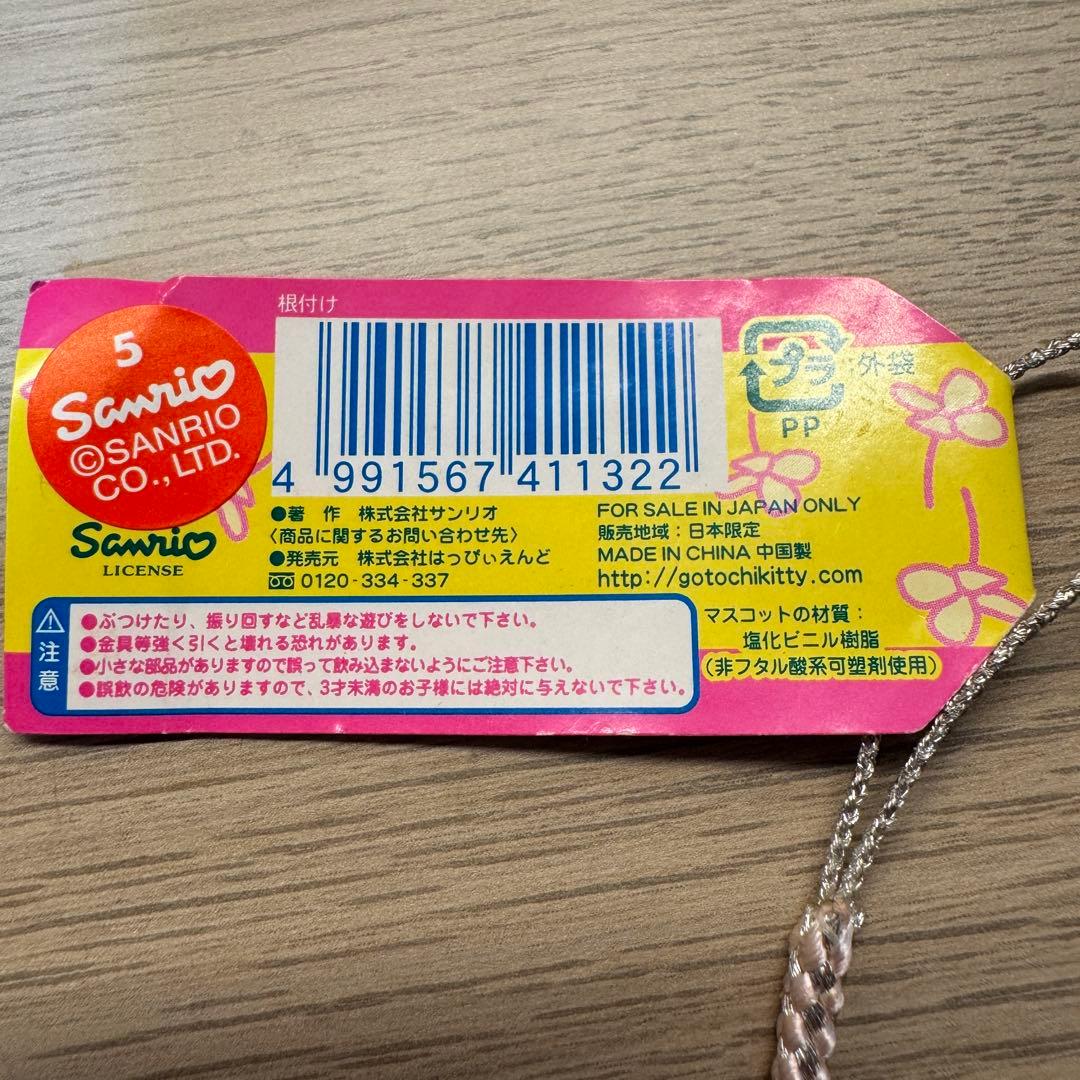 根付け
5
Sanrio
©SANRIO
CO., LTD.
Sanrio
LICENSE
4 991567 411322
プラ 外袋
PP
●著 作 株式会社サンリオ
〈商品に関するお問い合わせ先〉
●発売元 株式会社はっぴぃえんど
0120-334-337
FOR SALE IN JAPAN ONLY
販売地域：日本限定
MADE IN CHINA 中国製
http://gotochikitty.com
注意
●ぶつけたり、振り回すなど乱暴な遊びをしないで下さい。
●金具等強く引くと壊れる恐れがあります。
●小さな部品がありますので誤って飲み込まないようにご注意下さい。
●誤飲の危険がありますので、3才未満のお子様には絶対に与えないで下さい。
マスコットの材質：
塩化ビニル樹脂
（非フタル酸系可塑剤使用）